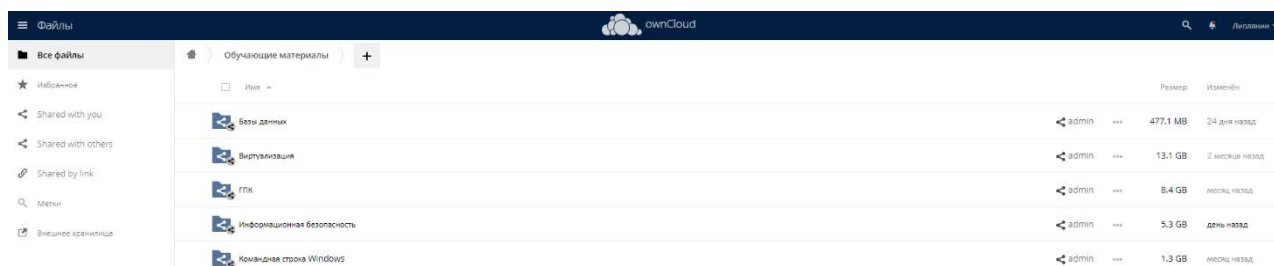 Файлы
ownCloud
Липлянин
Все файлы
Обучающие материалы
+
Избранное
Имя
Размер
Изменён
Shared with you
Базы данных
admin
477.1 MB
24 дня назад
Shared with others
Виртуализация
admin
13.1 GB
2 месяца назад
Shared by link
ГПК
admin
8.4 GB
месяц назад
Метки
Информационная безопасность
admin
5.3 GB
день назад
Внешнее хранилище
Командная строка Windows
admin
1.3 GB
месяц назад